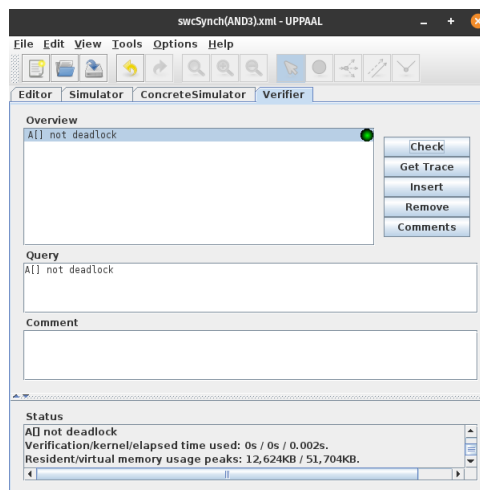 swcSynch(AND3).xml - UPPAAL
File Edit View Tools Options Help
Editor Simulator ConcreteSimulator Verifier
Overview
A[] not deadlock
Check
Get Trace
Insert
Remove
Comments
Query
A[] not deadlock
Comment
Status
A[] not deadlock
Verification/kernel/elapsed time used: 0s / 0s / 0.002s.
Resident/virtual memory usage peaks: 12,624KB / 51,704KB.